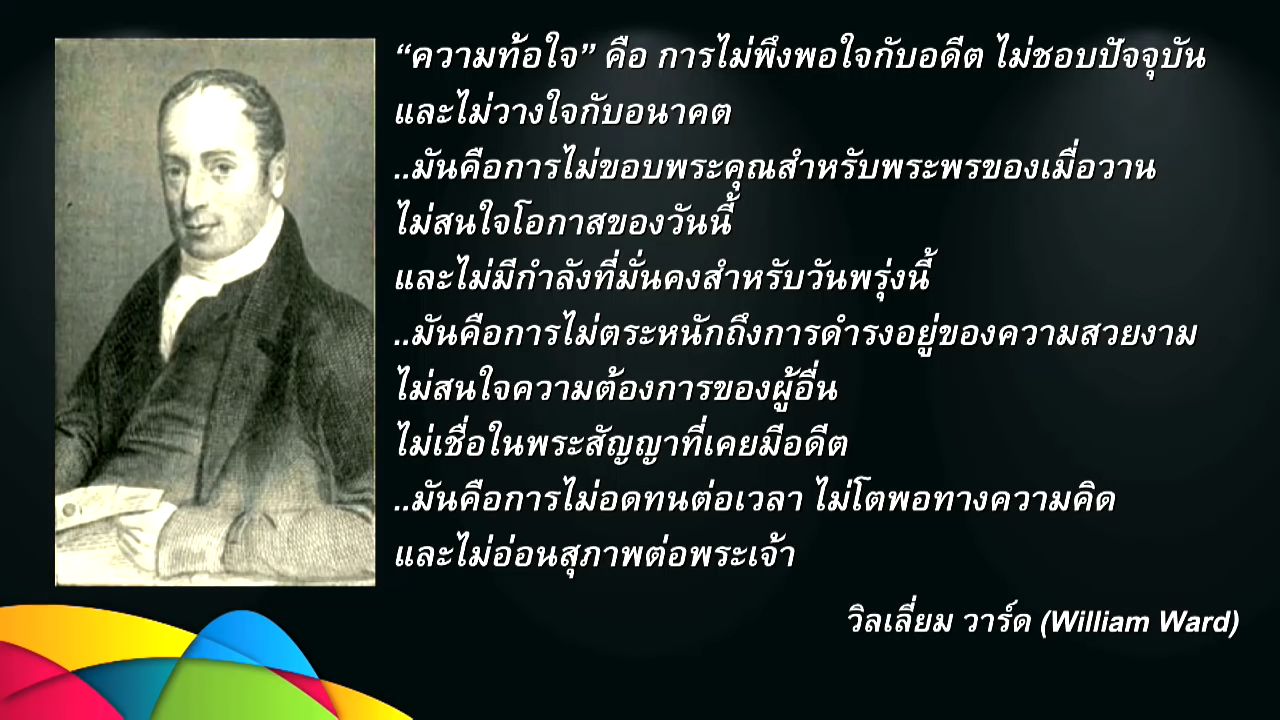 “ความท้อใจ” คือ การไม่พึงพอใจกับอดีต ไม่ชอบปัจจุบัน
และไม่วางใจกับอนาคต
..มันคือการไม่ขอบพระคุณสำหรับพระพรของเมื่อวาน
ไม่สนใจโอกาสของวันนี้
และไม่มีกำลังที่มั่นคงสำหรับวันพรุ่งนี้
..มันคือการไม่ตระหนักถึงการดำรงอยู่ของความสวยงาม
ไม่สนใจความต้องการของผู้อื่น
ไม่เชื่อในพระสัญญาที่เคยมีอดีต
..มันคือการไม่อดทนต่อเวลา ไม่โตพอทางความคิด
และไม่อ่อนสุภาพต่อพระเจ้า
วิลเลี่ยม วาร์ด (William Ward)